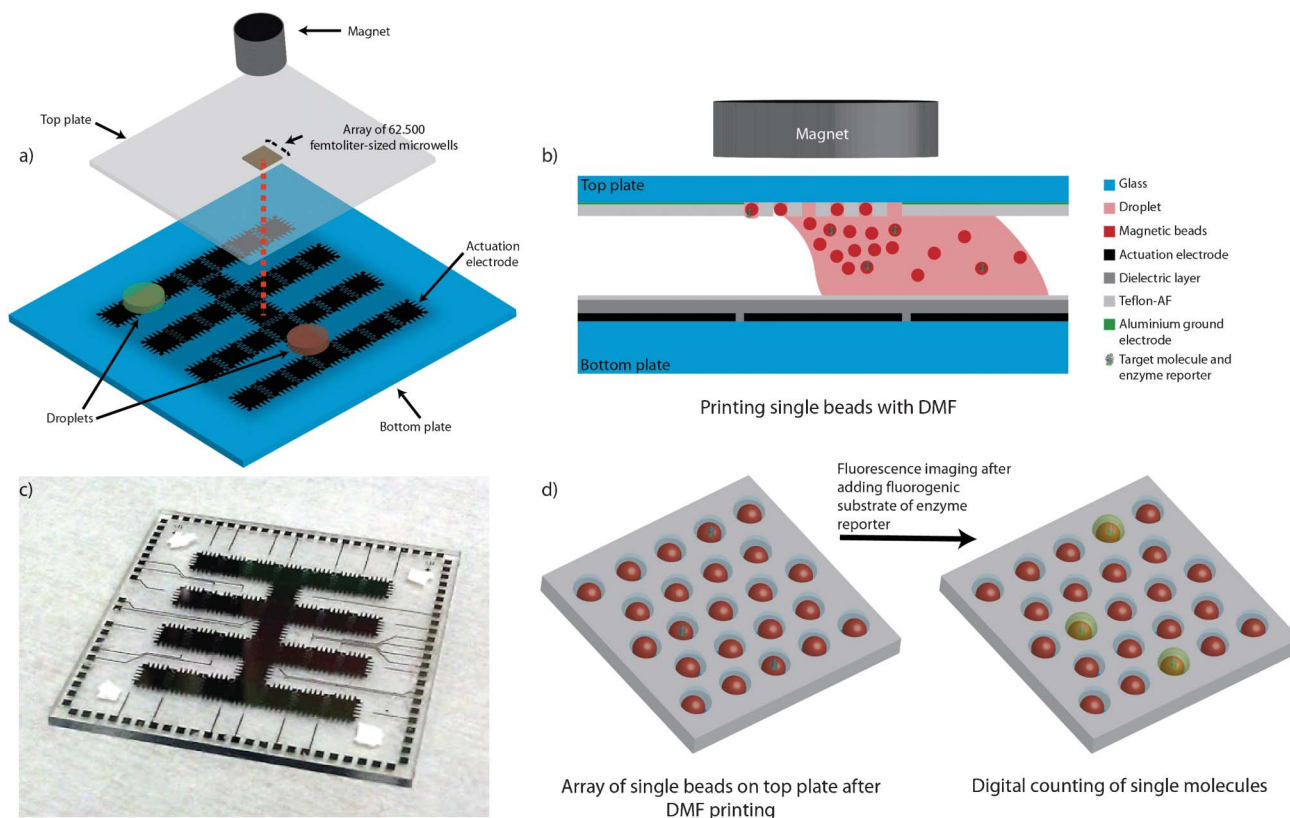 a)
Magnet
Top plate
Array of 62.500
femtoliter-sized microwells
Actuation
electrode
Droplets
Bottom plate
b)
Magnet
Top plate
Bottom plate
Glass
Droplet
Magnetic beads
Actuation electrode
Dielectric layer
Teflon-AF
Aluminium ground
electrode
Target molecule and
enzyme reporter
Printing single beads with DMF
c)
d)
Fluorescence imaging after
adding fluorogenic
substrate of enzyme
reporter
Array of single beads on top plate after
DMF printing
Digital counting of single molecules